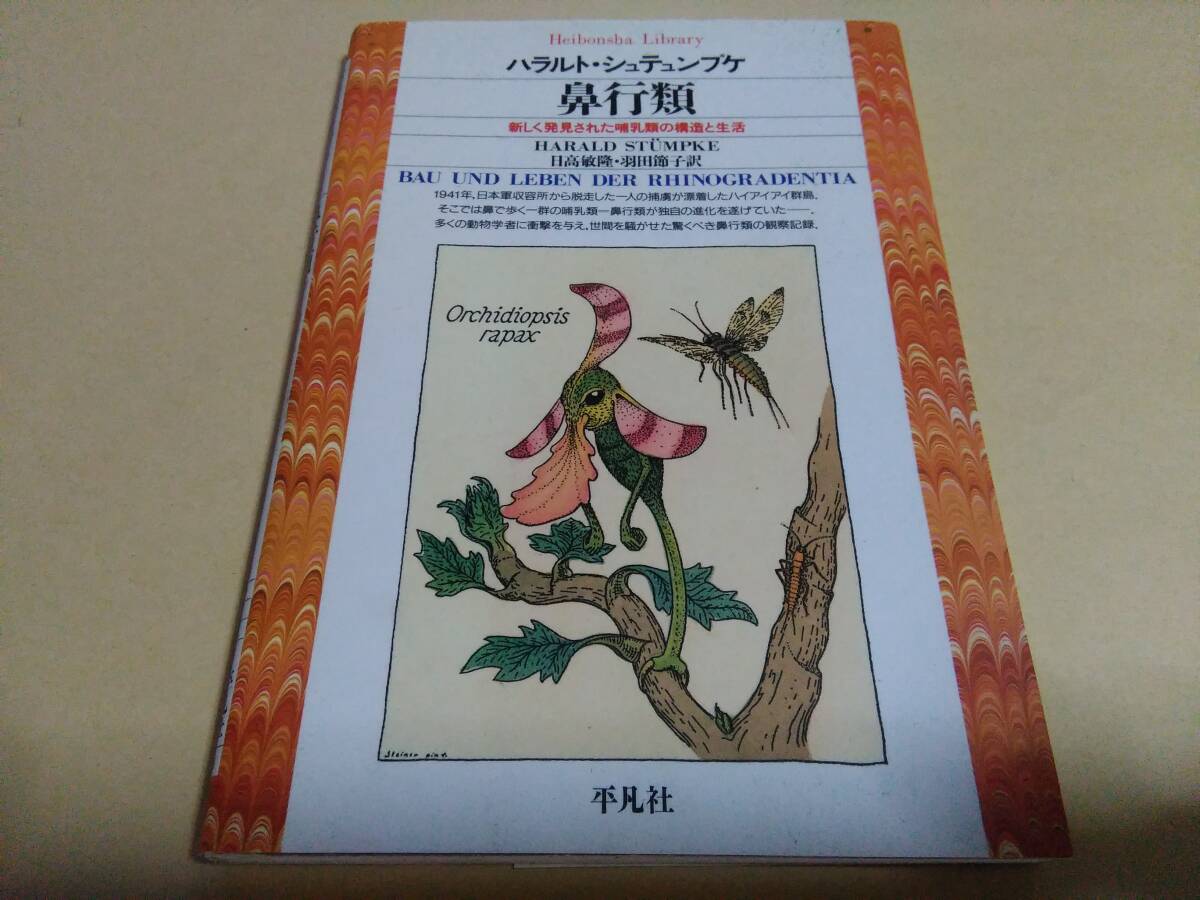 Heibonsha Library
ハラルト・シュテュンプケ
鼻行類
新しく発見された哺乳類の構造と生活
HARALD STÜMPKE
日高敏隆・羽田節子訳
BAU UND LEBEN DER RHINOGRADENTIA
1941年,日本軍収容所から脱走した一人の捕虜が漂着したハイアイアイ群島。
そこでは鼻で歩く一群の哺乳類—鼻行類が独自の進化を遂げていた——。
多くの動物学者に衝撃を与え,世間を騒がせた驚くべき鼻行類の観察記録。
Orchidiopsis
rapax
Steiner pinx.
平凡社